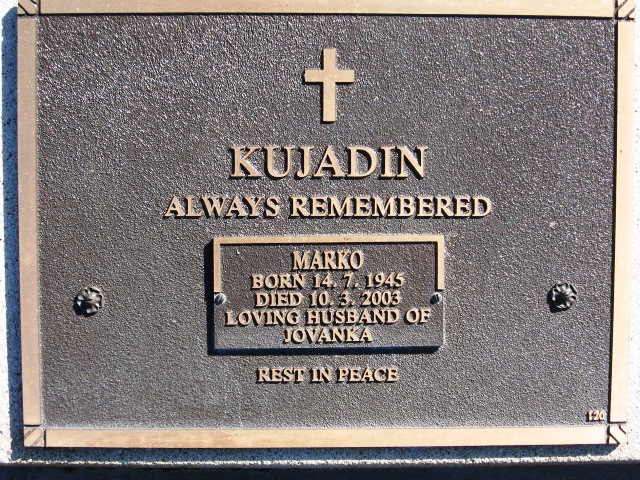 KUJADIN
ALWAYS REMEMBERED
MARKO
BORN 14. 7. 1945
DIED 10. 3. 2003
LOVING HUSBAND OF
JOVANKA
REST IN PEACE
120